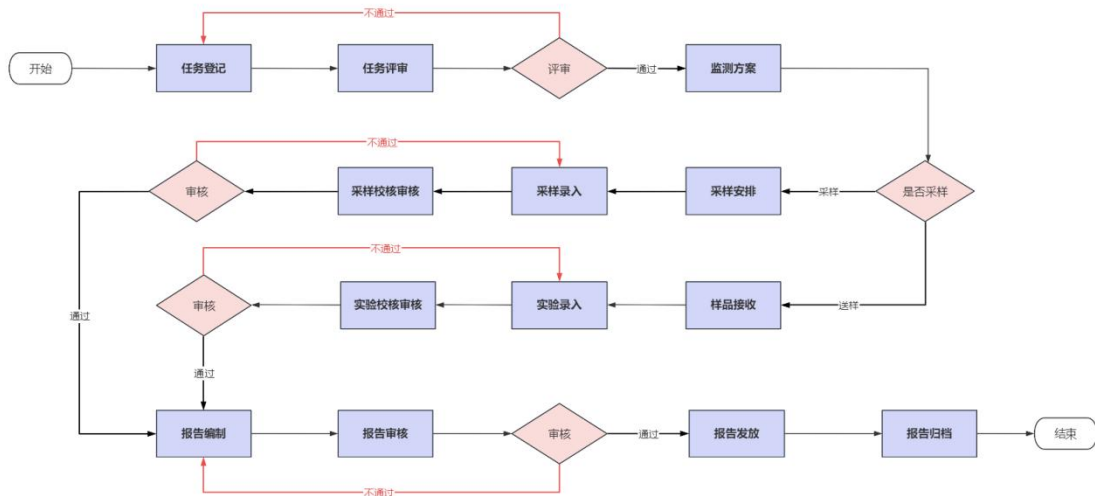 不通过
开始
任务登记
任务评审
评审
通过
监测方案
不通过
审核
采样校核审核
采样录入
采样安排
采样
是否采样
不通过
审核
实验校核审核
实验录入
样品接收
送样
通过
通过
报告编制
报告审核
审核
通过
报告发放
报告归档
结束
不通过